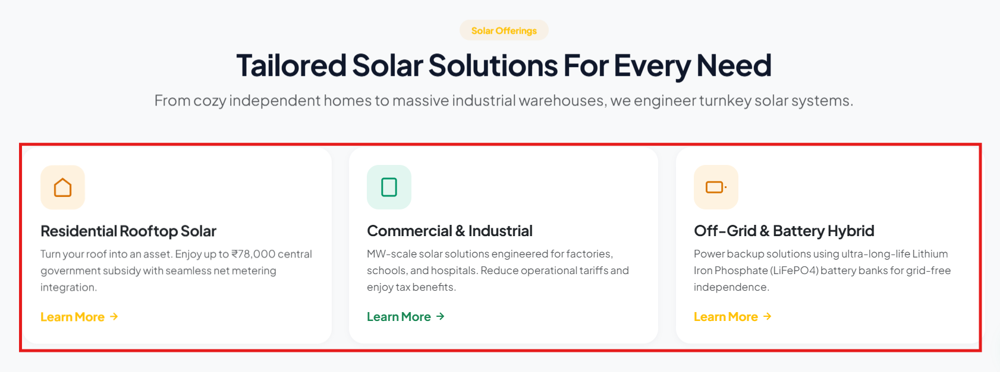 Solar Offerings
Tailored Solar Solutions For Every Need
From cozy independent homes to massive industrial warehouses, we engineer turnkey solar systems.
Residential Rooftop Solar
Turn your roof into an asset. Enjoy up to ₹78,000 central
government subsidy with seamless net metering
integration.
Learn More →
Commercial & Industrial
MW-scale solar solutions engineered for factories,
schools, and hospitals. Reduce operational tariffs and
enjoy tax benefits.
Learn More →
Off-Grid & Battery Hybrid
Power backup solutions using ultra-long-life Lithium
Iron Phosphate (LiFePO4) battery banks for grid-free
independence.
Learn More →